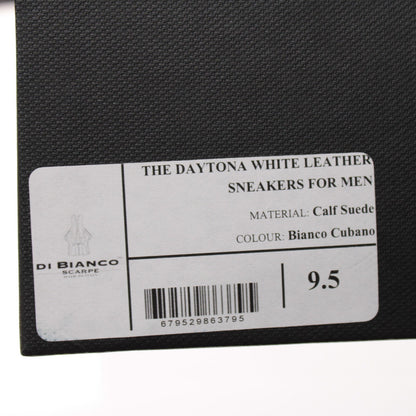 THE DAYTONA WHITE LEATHER
SNEAKERS FOR MEN
MATERIAL: Calf Suede
COLOUR: Bianco Cubano
DI BIANCO
SCARPE
9.5
679529863795